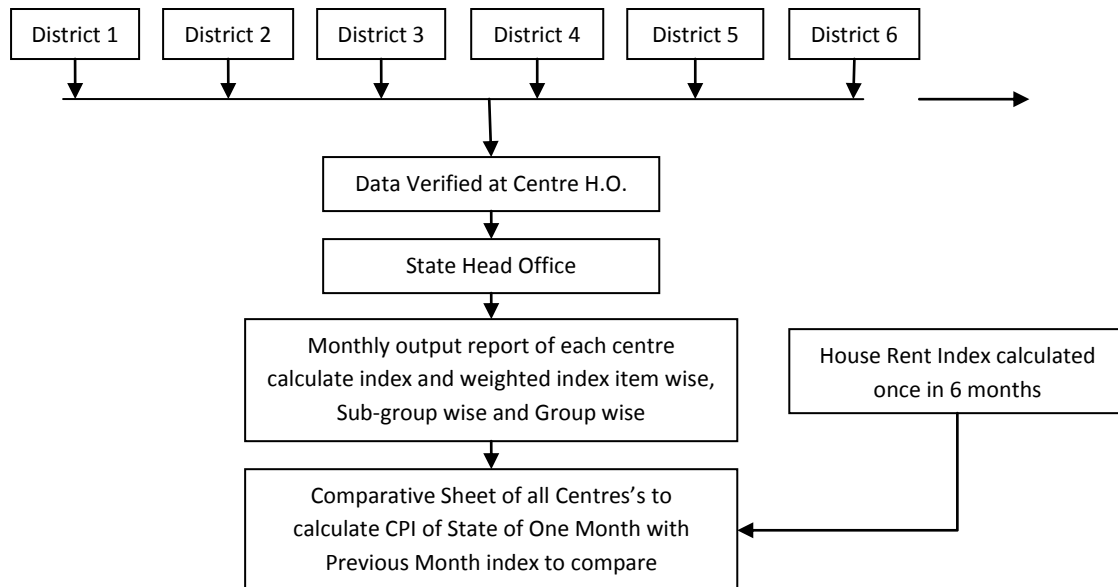 District 1
District 2
District 3
District 4
District 5
District 6
Data Verified at Centre H.O.
State Head Office
Monthly output report of each centre
calculate index and weighted index item wise,
Sub-group wise and Group wise
House Rent Index calculated
once in 6 months
Comparative Sheet of all Centres’s to
calculate CPI of State of One Month with
Previous Month index to compare